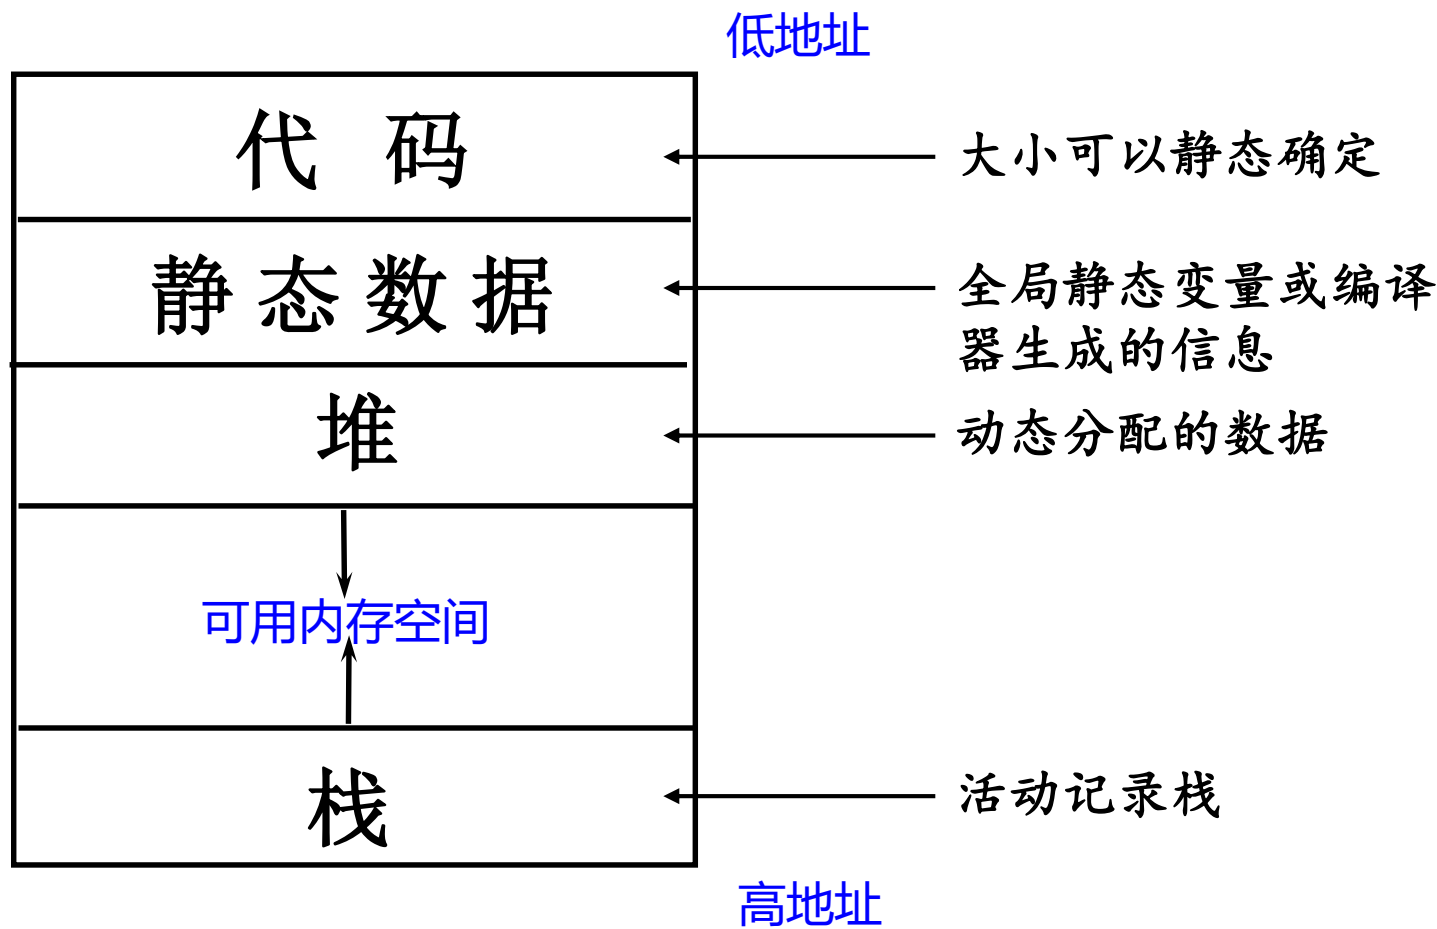 低地址
代 码
大小可以静态确定
静态数据
全局静态变量或编译
器生成的信息
堆
动态分配的数据
可用内存空间
栈
活动记录栈
高地址